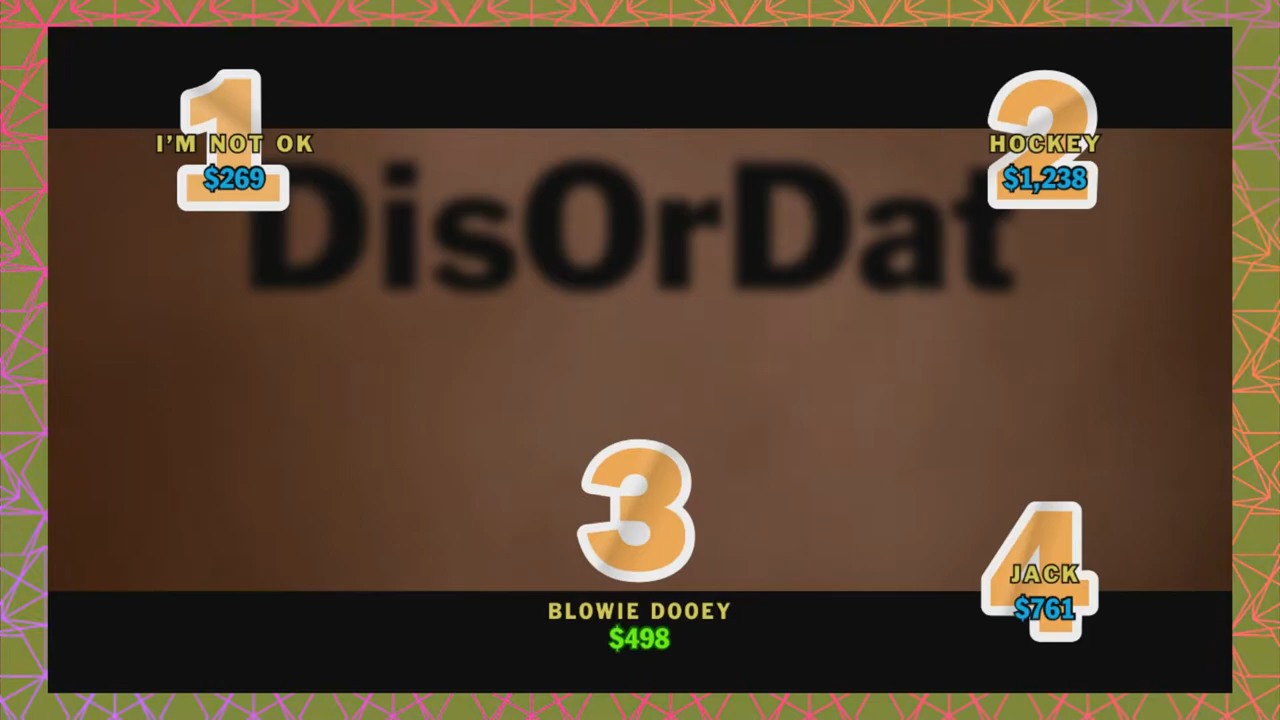 1
I'M NOT OK
$269
2
HOCKEY
$1,238
DisOrDat
3
BLOWIE DOOEY
$498
4
JACK
$761